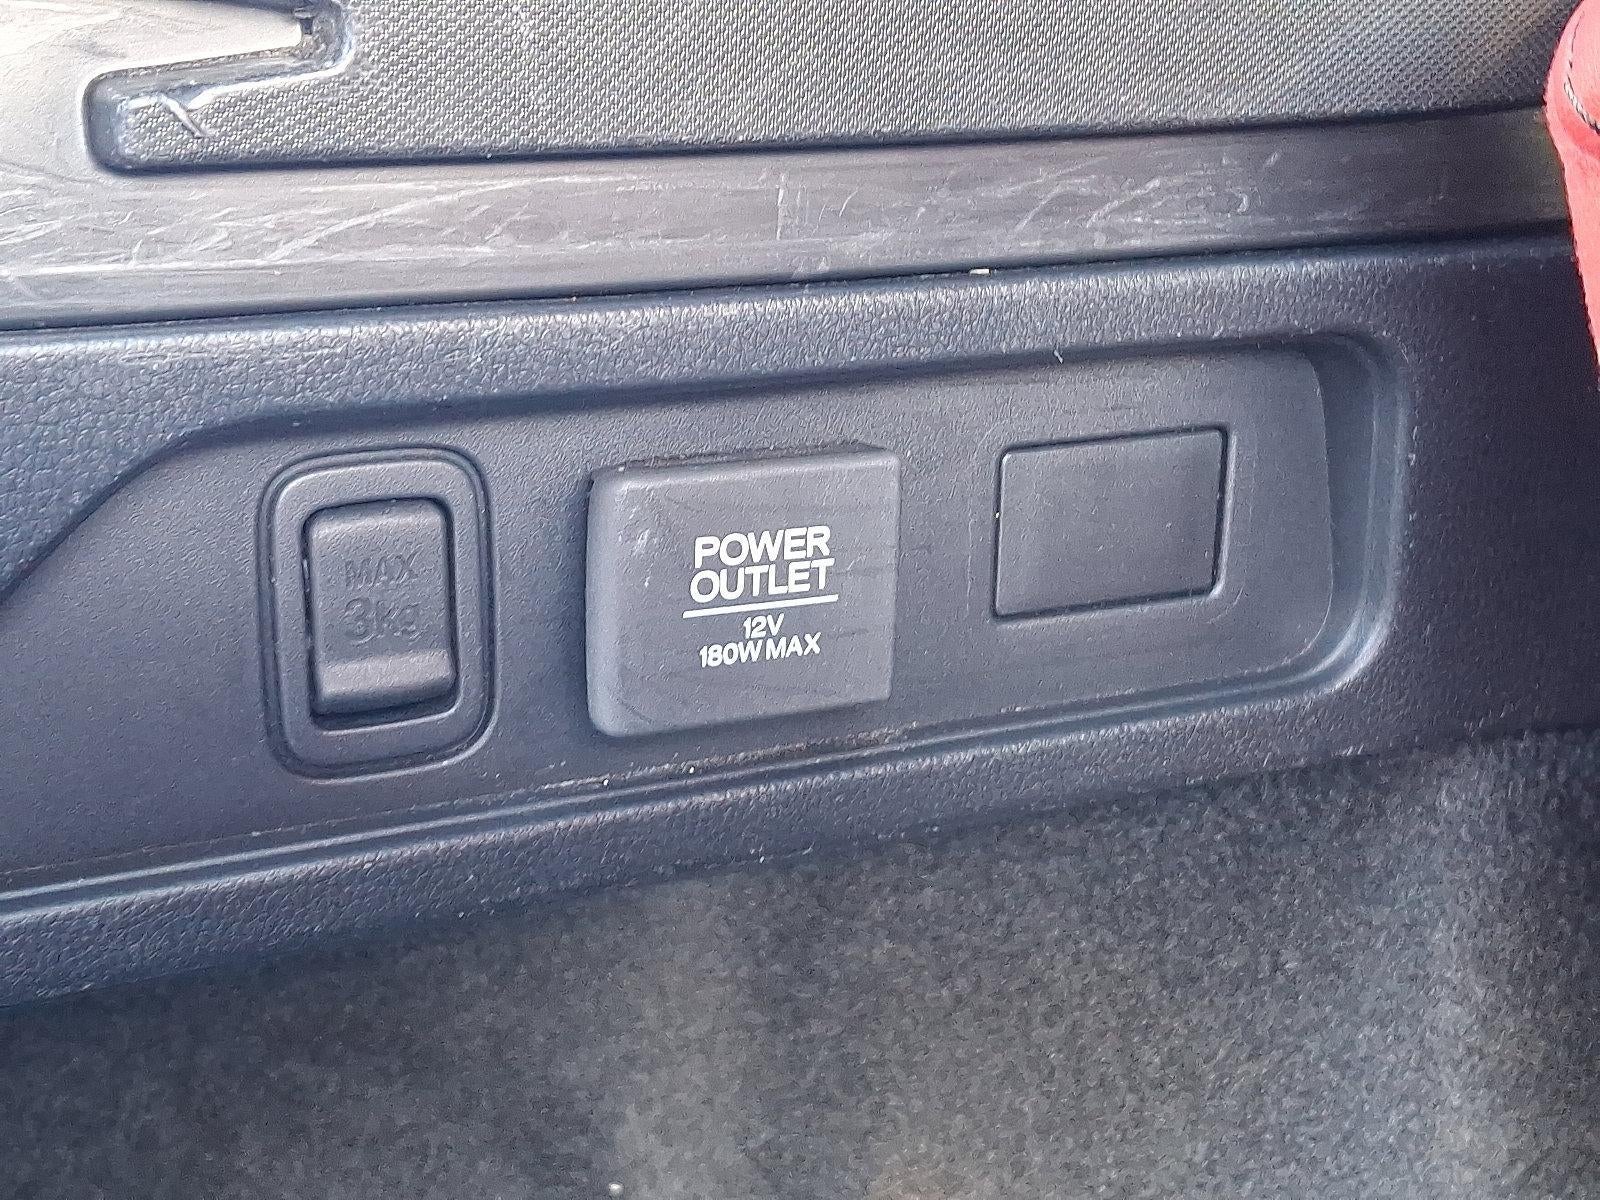 MAX
3kg
POWER
OUTLET
12V
180W MAX